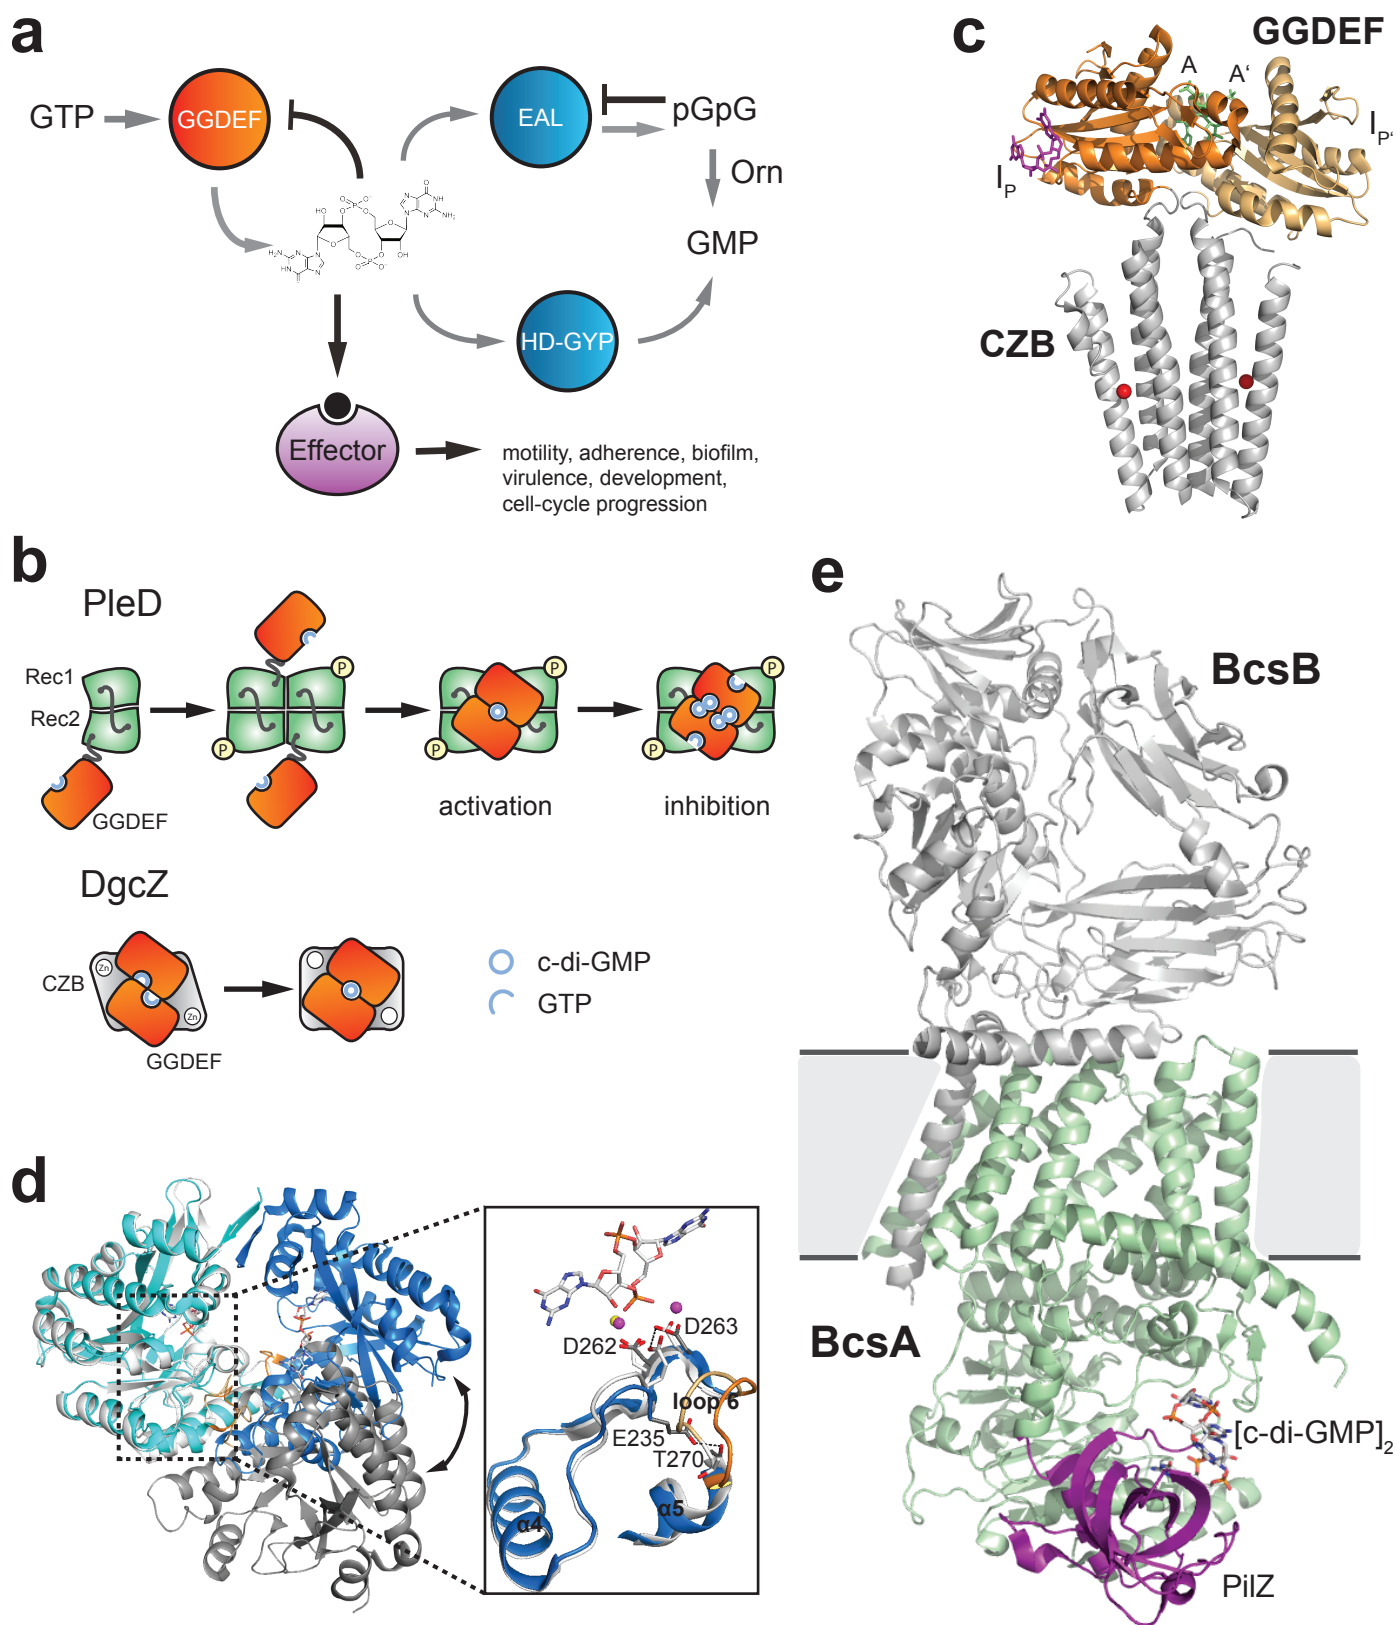 a
GTP
GGDEF
EAL
pGpG
Orn
GMP
HD-GYP
Effector
motility, adherence, biofilm,
virulence, development,
cell-cycle progression
b
PleD
Rec1
Rec2
GGDEF
P
P
P
P
P
P
activation
inhibition
DgcZ
CZB
Zn
Zn
GGDEF
c-di-GMP
GTP
c
GGDEF
A
A'
IP
IP'
CZB
d
D262
D263
loop 6
E235
T270
α4
α5
e
BcsB
BcsA
[c-di-GMP]2
PilZ